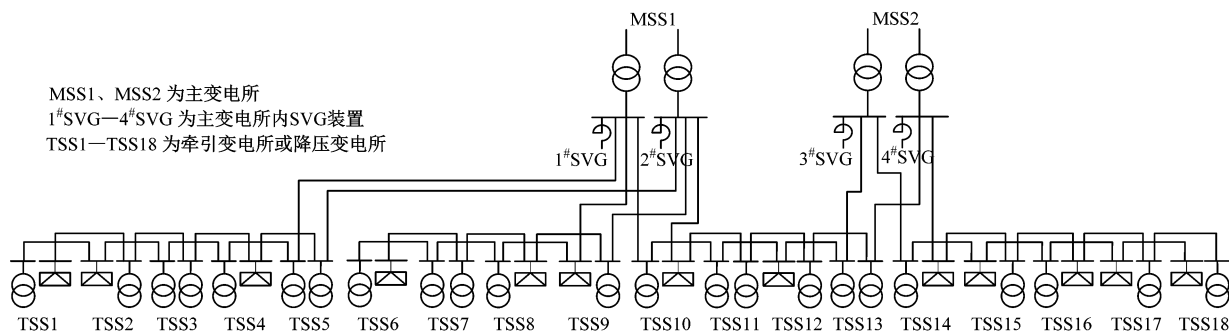 MSS1 MSS2
MSS1、MSS2 为主变电所
1#SVG—4#SVG 为主变电所内SVG装置
TSS1—TSS18 为牵引变电所或降压变电所
1#SVG 2#SVG 3#SVG 4#SVG
TSS1 TSS2 TSS3 TSS4 TSS5 TSS6 TSS7 TSS8 TSS9 TSS10 TSS11 TSS12 TSS13 TSS14 TSS15 TSS16 TSS17 TSS18